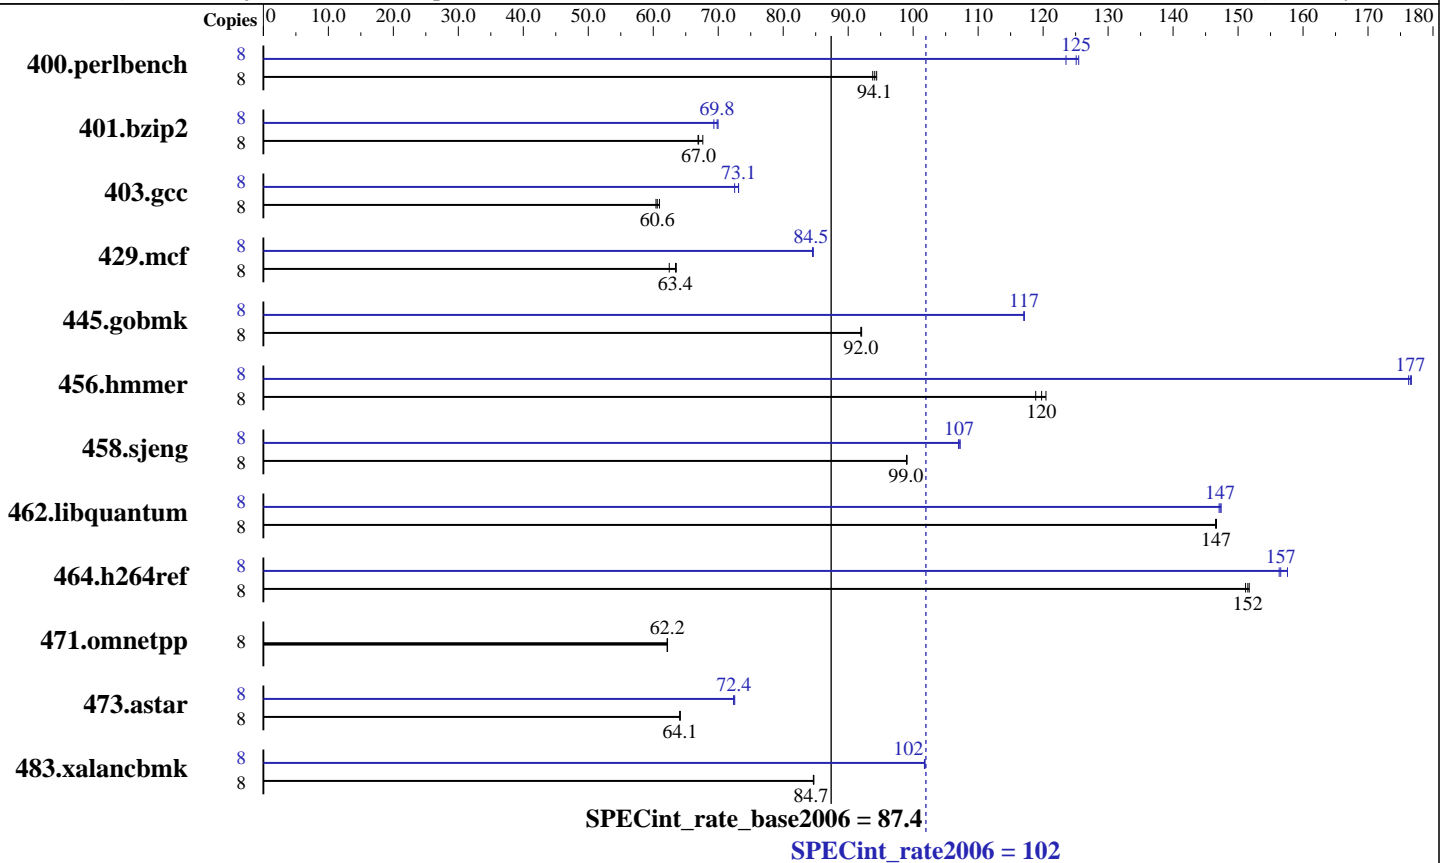 Copies 0 10.0 20.0 30.0 40.0 50.0 60.0 70.0 80.0 90.0 100 110 120 130 140 150 160 170 180
400.perlbench 8 125
8 94.1
401.bzip2 8 69.8
8 67.0
403.gcc 8 73.1
8 60.6
429.mcf 8 84.5
8 63.4
445.gobmk 8 117
8 92.0
456.hmmer 8 177
8 120
458.sjeng 8 107
8 99.0
462.libquantum 8 147
8 147
464.h264ref 8 157
8 152
471.omnetpp 8 62.2
473.astar 8 72.4
8 64.1
483.xalancbmk 8 102
8 84.7
SPECint_rate_base2006 = 87.4
SPECint_rate2006 = 102